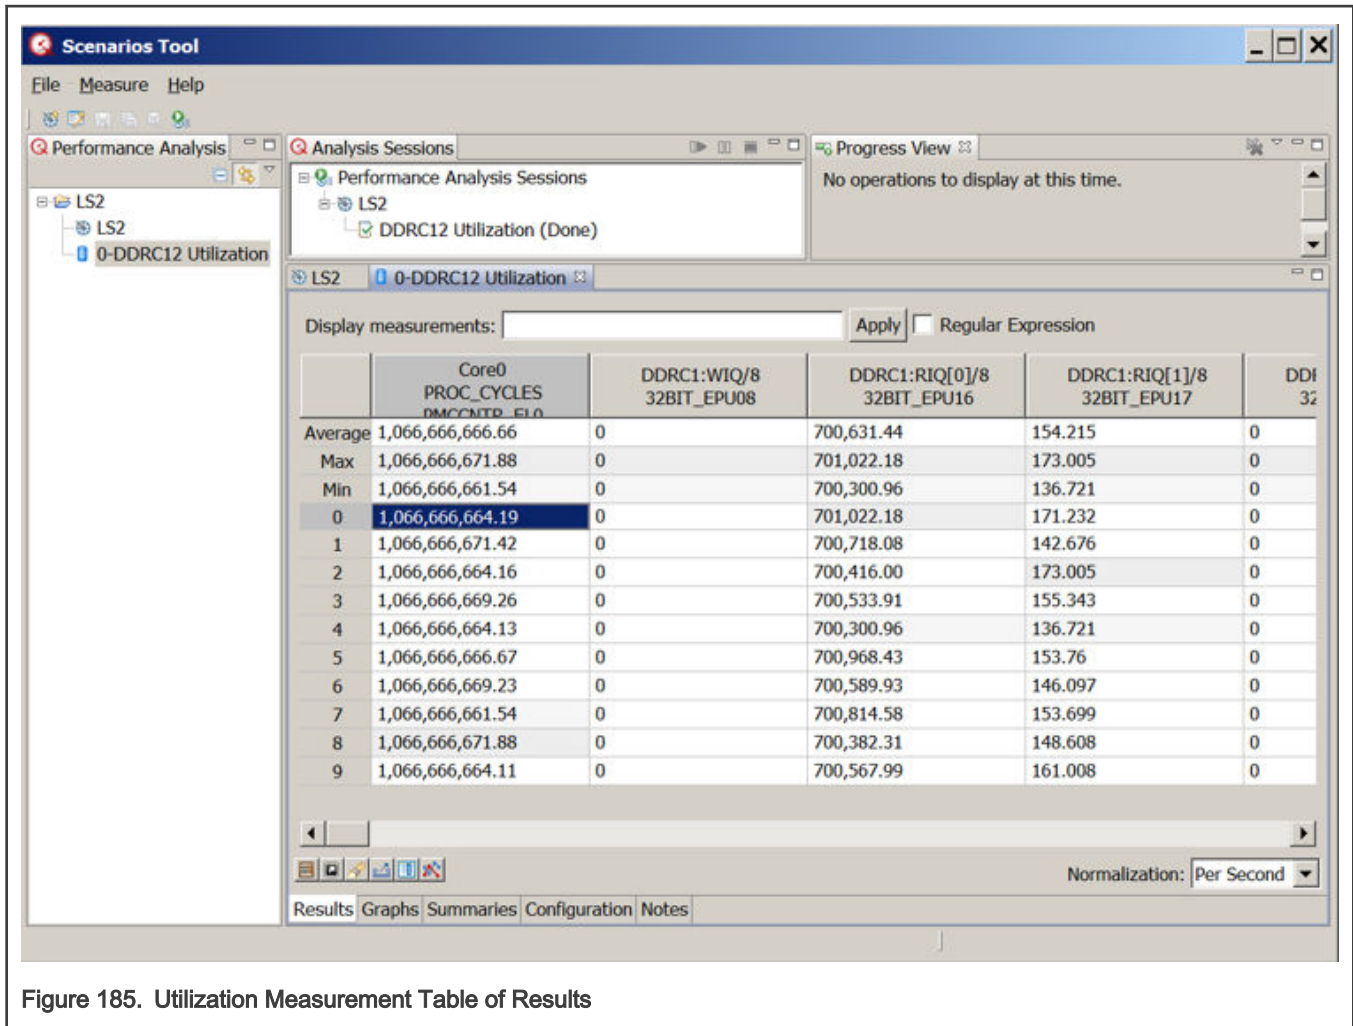 Scenarios Tool
File Measure Help
Performance Analysis
LS2
LS2
0-DDRC12 Utilization
Analysis Sessions
Performance Analysis Sessions
LS2
DDRC12 Utilization (Done)
Progress View
No operations to display at this time.
LS2 0-DDRC12 Utilization
Display measurements: Apply Regular Expression
Core0 PROC_CYCLES PMCCNTR_EL0 DDRC1:WIQ/8 32BIT_EPU08 DDRC1:RIQ[0]/8 32BIT_EPU16 DDRC1:RIQ[1]/8 32BIT_EPU17
Average 1,066,666,666.66 0 700,631.44 154.215 0
Max 1,066,666,671.88 0 701,022.18 173.005 0
Min 1,066,666,661.54 0 700,300.96 136.721 0
0 1,066,666,664.19 0 701,022.18 171.232 0
1 1,066,666,671.42 0 700,718.08 142.676 0
2 1,066,666,664.16 0 700,416.00 173.005 0
3 1,066,666,669.26 0 700,533.91 155.343 0
4 1,066,666,664.13 0 700,300.96 136.721 0
5 1,066,666,666.67 0 700,968.43 153.76 0
6 1,066,666,669.23 0 700,589.93 146.097 0
7 1,066,666,661.54 0 700,814.58 153.699 0
8 1,066,666,671.88 0 700,382.31 148.608 0
9 1,066,666,664.11 0 700,567.99 161.008 0
Normalization: Per Second
Results Graphs Summaries Configuration Notes
Figure 185. Utilization Measurement Table of Results